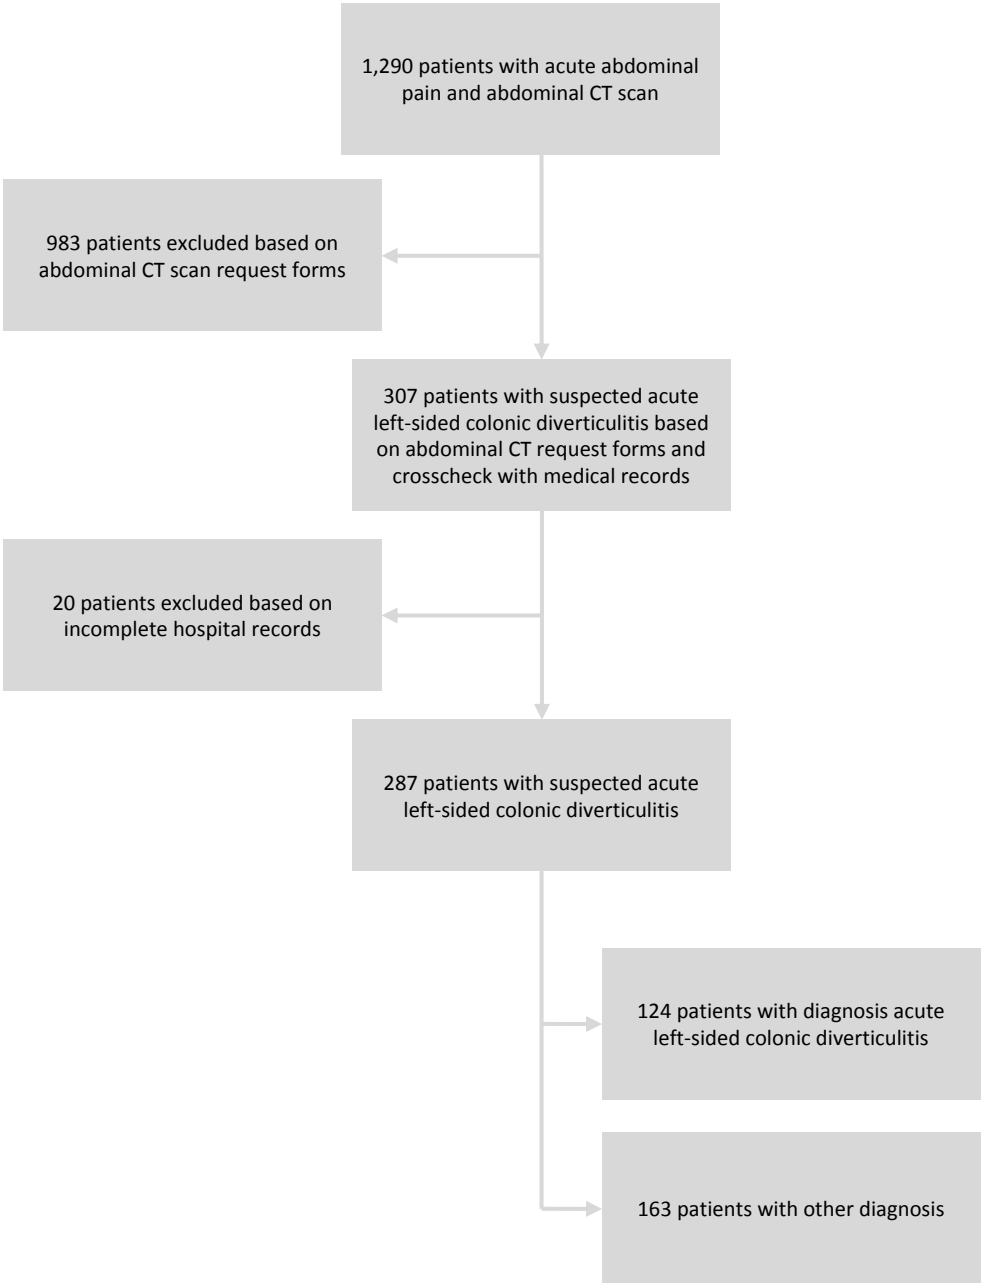 1,290 patients with acute abdominal
pain and abdominal CT scan
983 patients excluded based on
abdominal CT scan request forms
307 patients with suspected acute
left-sided colonic diverticulitis based
on abdominal CT request forms and
crosscheck with medical records
20 patients excluded based on
incomplete hospital records
287 patients with suspected acute
left-sided colonic diverticulitis
124 patients with diagnosis acute
left-sided colonic diverticulitis
163 patients with other diagnosis